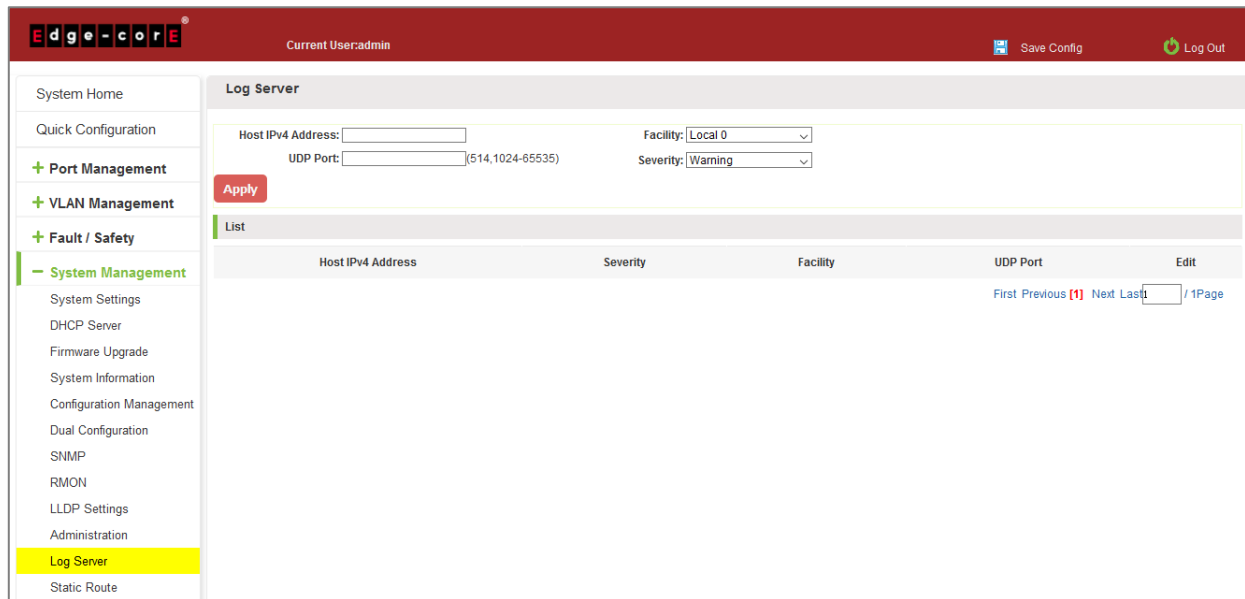 Edge-corE®
Current User:admin
Save Config
Log Out
System Home
Quick Configuration
+ Port Management
+ VLAN Management
+ Fault / Safety
− System Management
System Settings
DHCP Server
Firmware Upgrade
System Information
Configuration Management
Dual Configuration
SNMP
RMON
LLDP Settings
Administration
Log Server
Static Route
Log Server
Host IPv4 Address:
Facility: Local 0
UDP Port: (514,1024-65535)
Severity: Warning
Apply
List
Host IPv4 Address Severity Facility UDP Port Edit
First Previous [1] Next Last 1 / 1Page